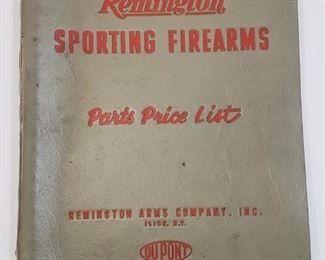 Remington
SPORTING FIREARMS
Parts Price List
REMINGTON ARMS COMPANY, INC.
ILION, N.Y.
DU PONT